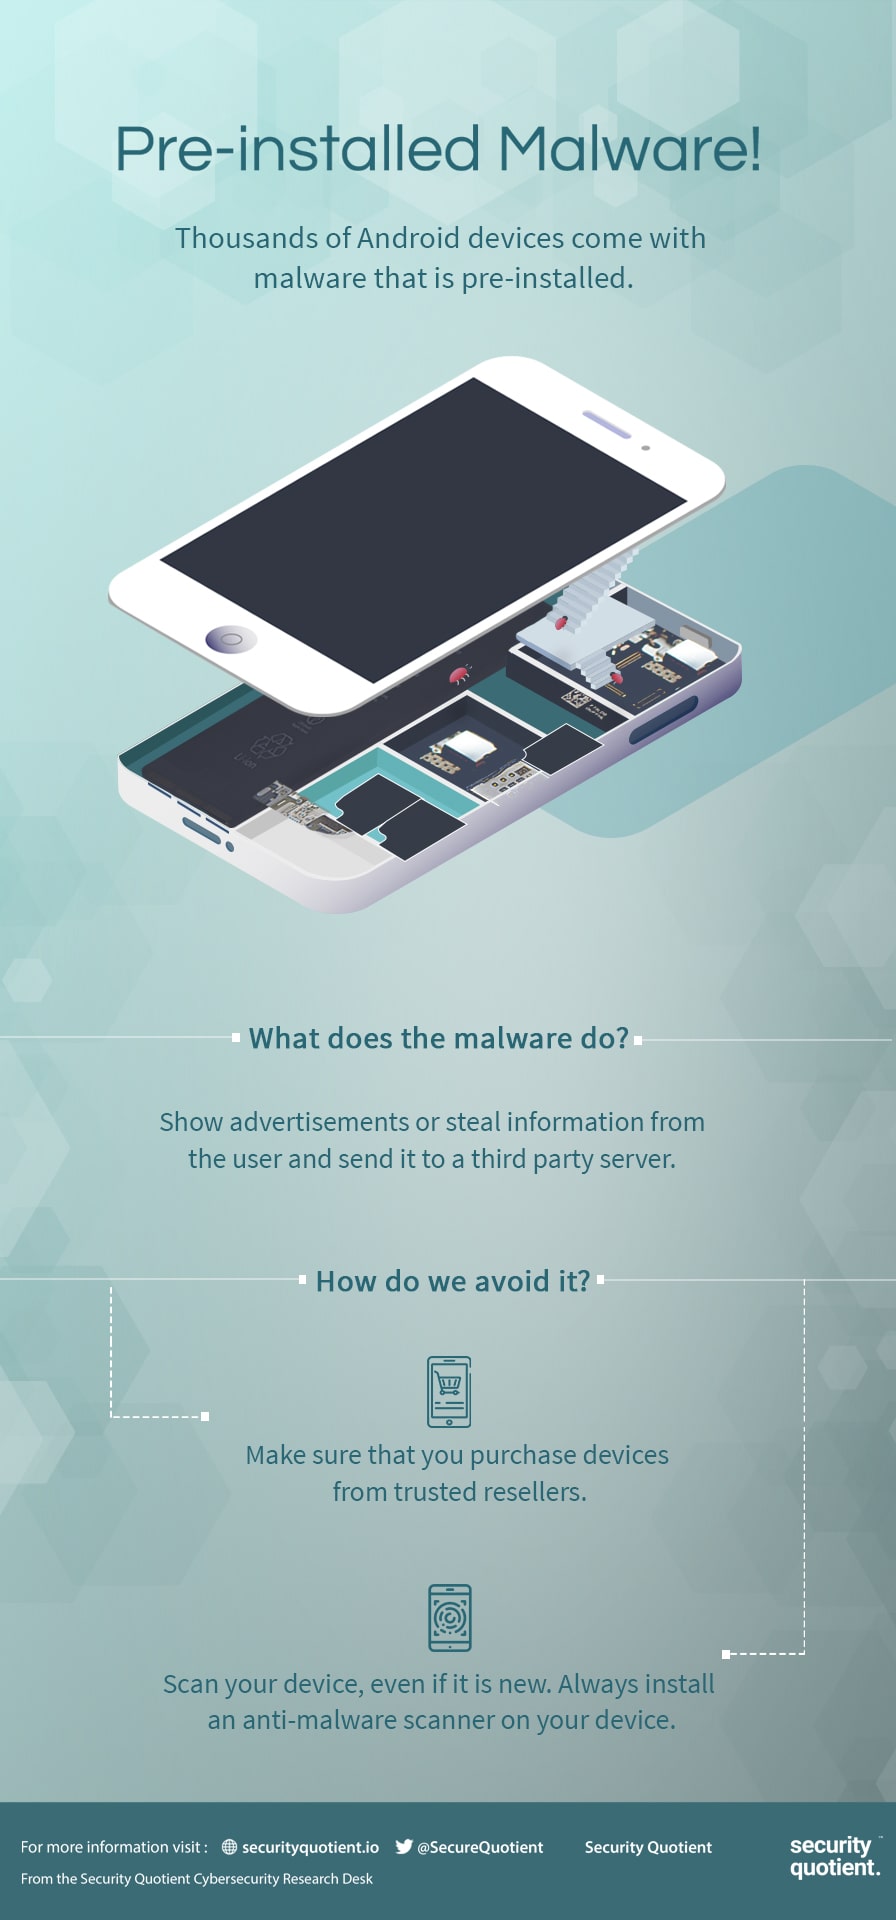 Pre-installed Malware!
Thousands of Android devices come with
malware that is pre-installed.
What does the malware do?
Show advertisements or steal information from
the user and send it to a third party server.
How do we avoid it?
Make sure that you purchase devices
from trusted resellers.
Scan your device, even if it is new. Always install
an anti-malware scanner on your device.
For more information visit : securityquotient.io @SecureQuotient Security Quotient
From the Security Quotient Cybersecurity Research Desk
security
quotient.